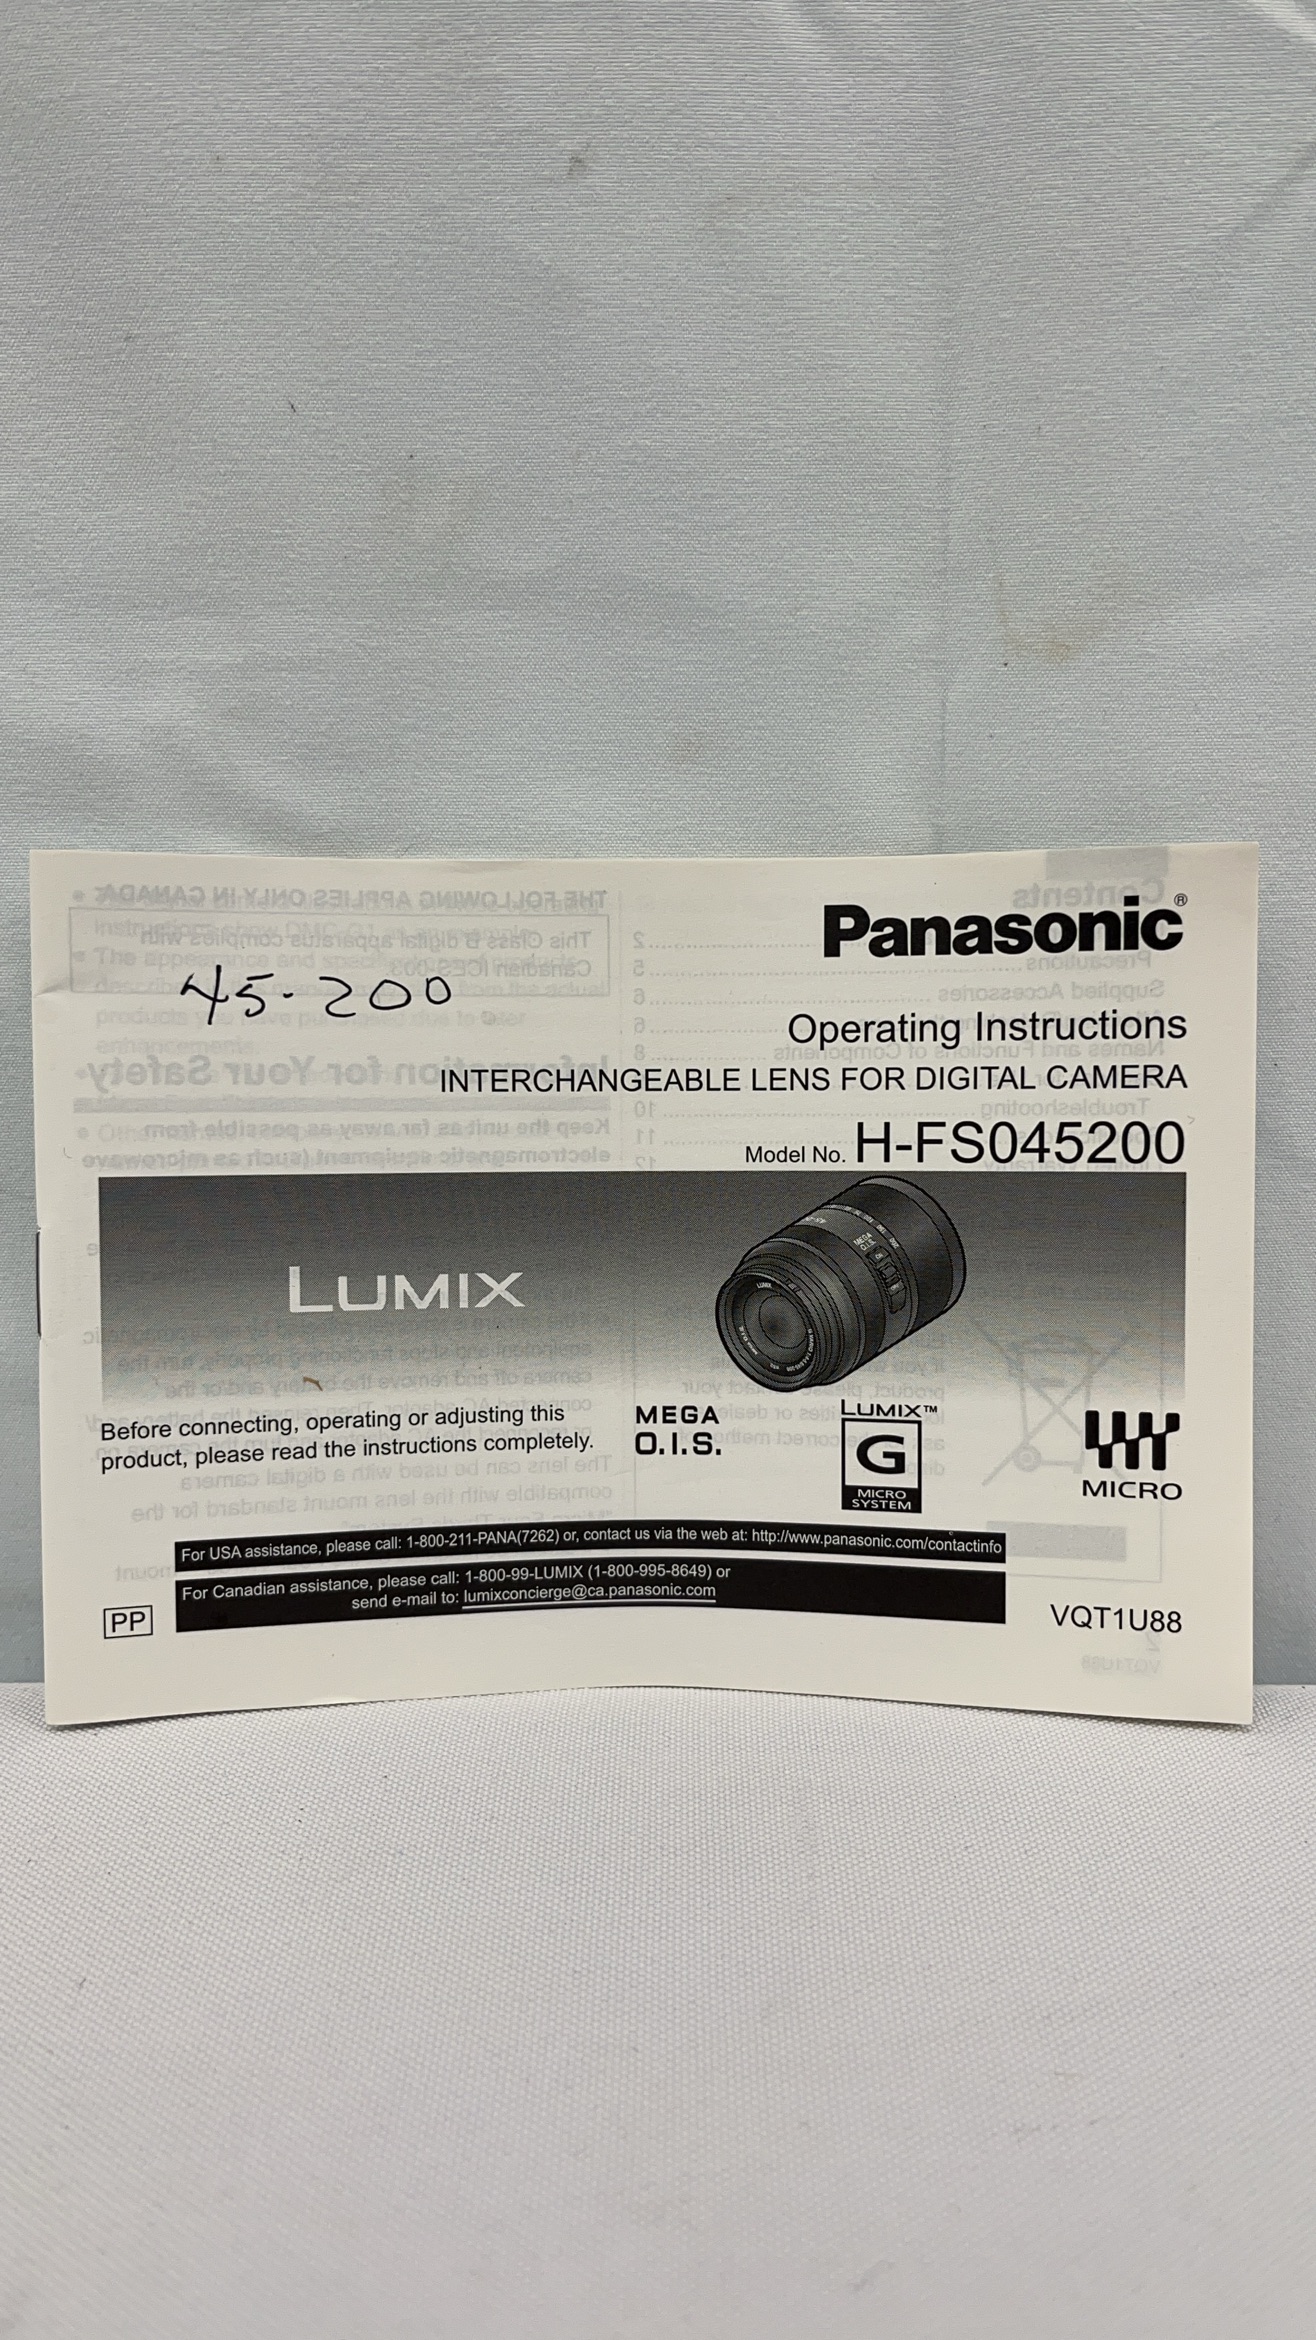 Panasonic®
45-200
Operating Instructions
INTERCHANGEABLE LENS FOR DIGITAL CAMERA
Model No. H-FS045200
LUMIX
MEGA
O.I.S.
Before connecting, operating or adjusting this
product, please read the instructions completely.
MEGA
O.I.S.
LUMIX™
G
MICRO
SYSTEM
MICRO
For USA assistance, please call: 1-800-211-PANA(7262) or, contact us via the web at: http://www.panasonic.com/contactinfo
For Canadian assistance, please call: 1-800-99-LUMIX (1-800-995-8649) or
send e-mail to: lumixconcierge@ca.panasonic.com
PP
VQT1U88